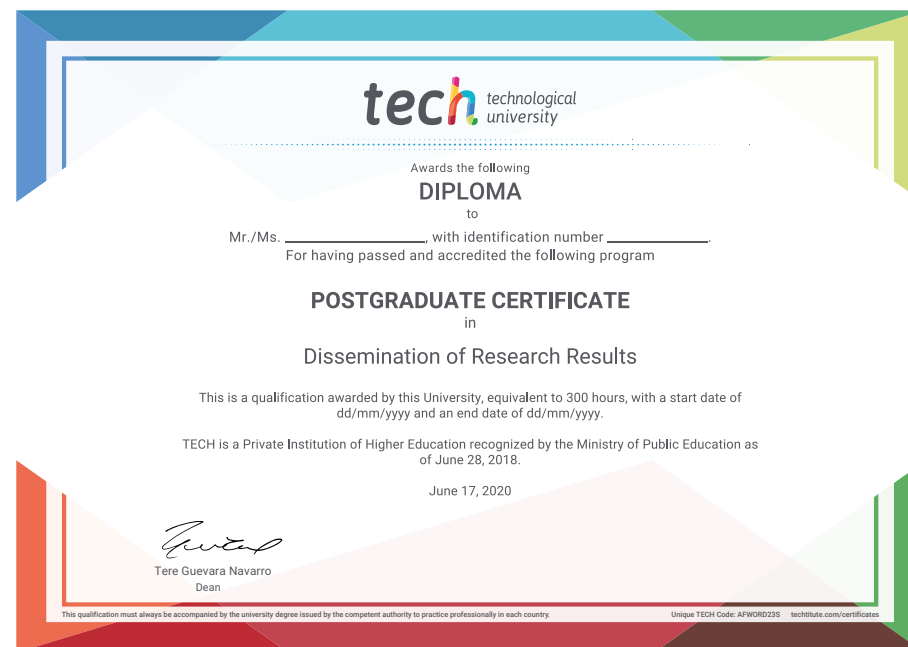 tech technological
university
Awards the following
DIPLOMA
to
Mr./Ms. ____________________, with identification number ______________.
For having passed and accredited the following program
POSTGRADUATE CERTIFICATE
in
Dissemination of Research Results
This is a qualification awarded by this University, equivalent to 300 hours, with a start date of
dd/mm/yyyy and an end date of dd/mm/yyyy.
TECH is a Private Institution of Higher Education recognized by the Ministry of Public Education as
of June 28, 2018.
June 17, 2020
Tere Guevara Navarro
Dean
This qualification must always be accompanied by the university degree issued by the competent authority to practice professionally in each country. Unique TECH Code: AFWORD23S techtitute.com/certificates